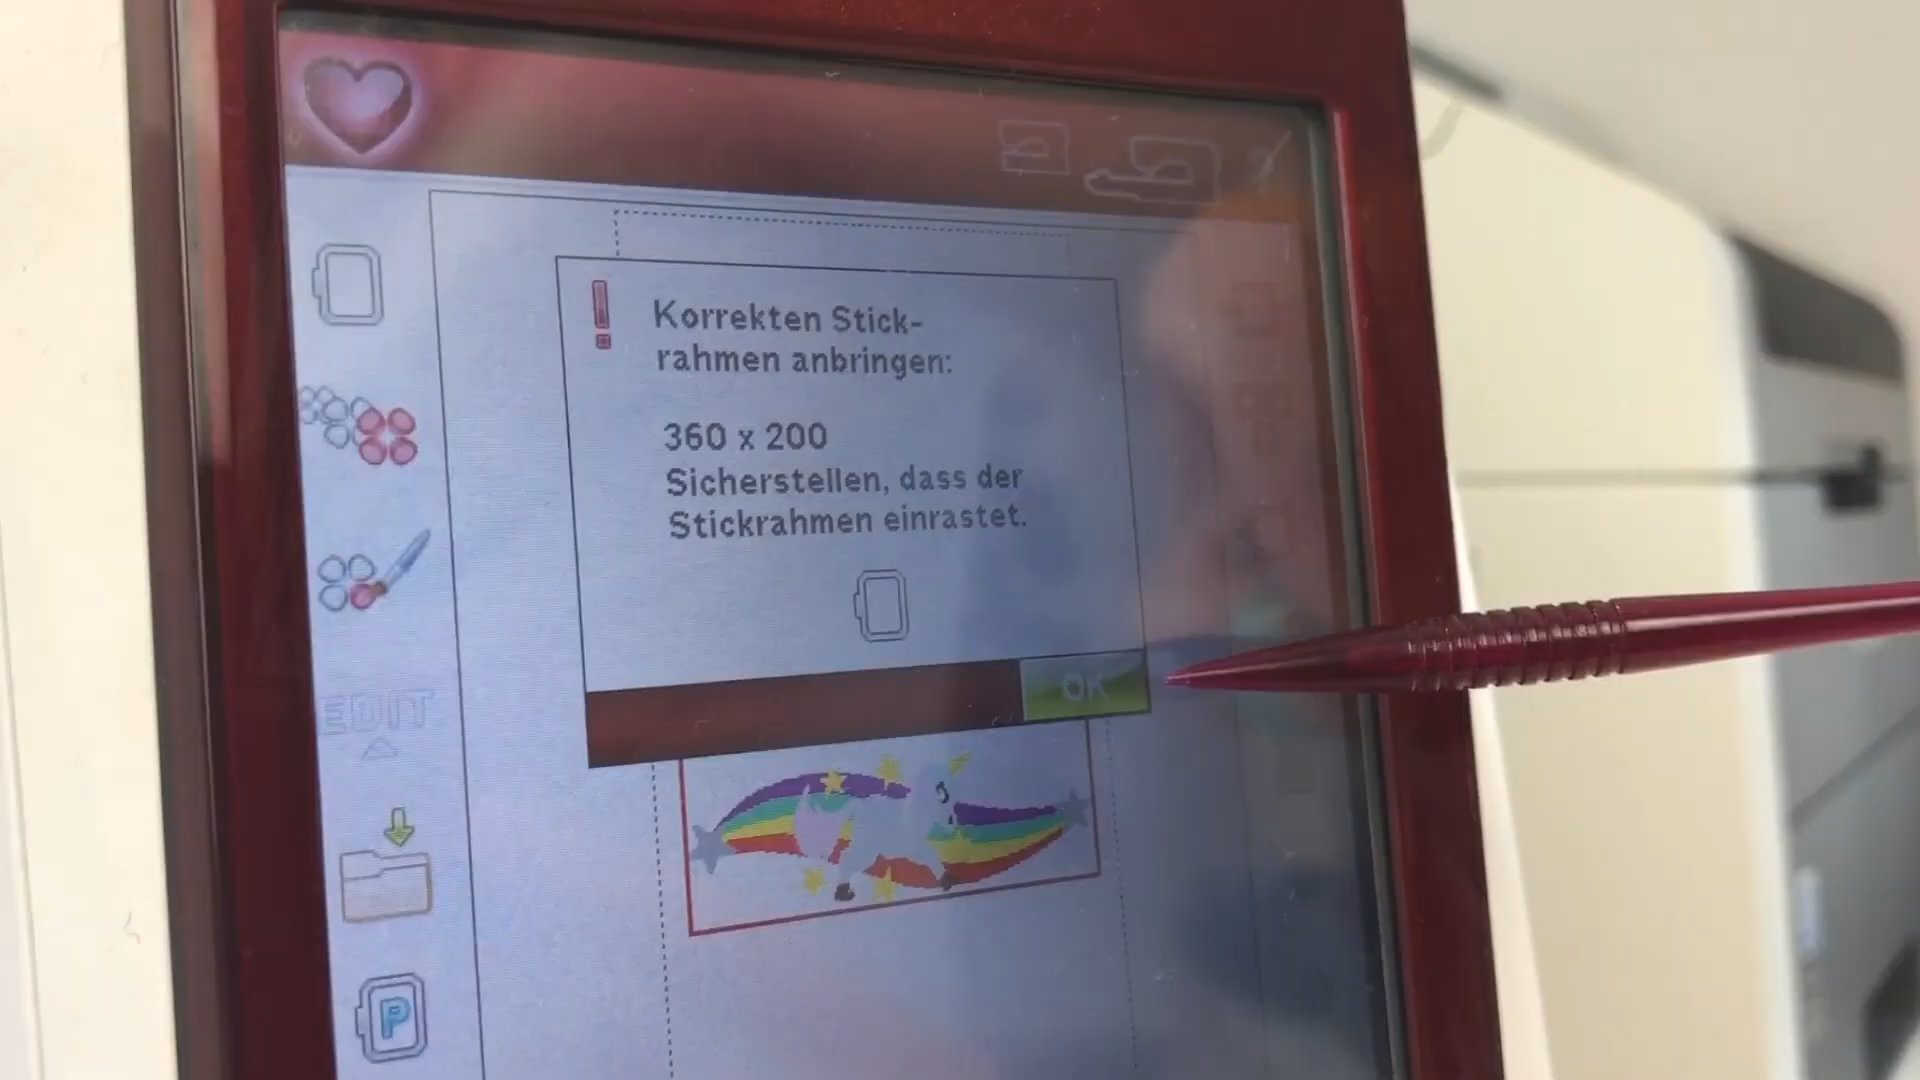 Korrekten Stick-
rahmen anbringen:
360 x 200
Sicherstellen, dass der
Stickrahmen einrastet.
OK
EDIT
P